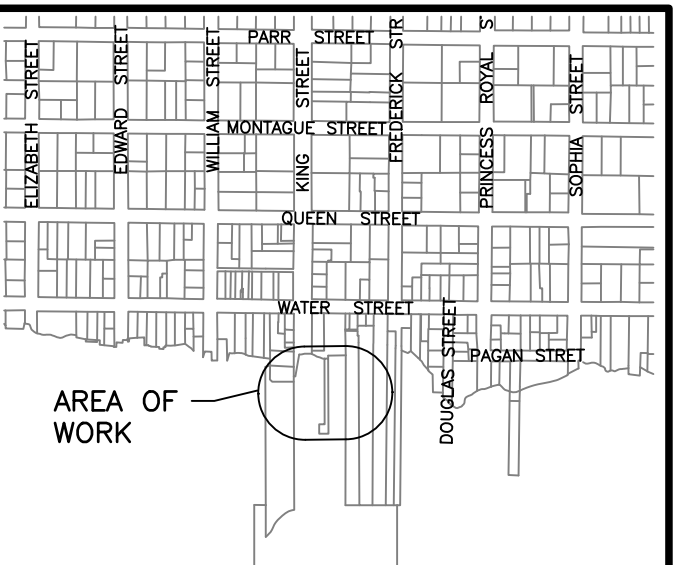 PARR STREET
ELIZABETH STREET
EDWARD STREET
WILLIAM STREET
KING STREET
FREDERICK STR
PRINCESS ROYAL S
SOPHIA STREET
MONTAGUE STREET
QUEEN STREET
WATER STREET
DOUGLAS STREET
PAGAN STRET
AREA OF
WORK